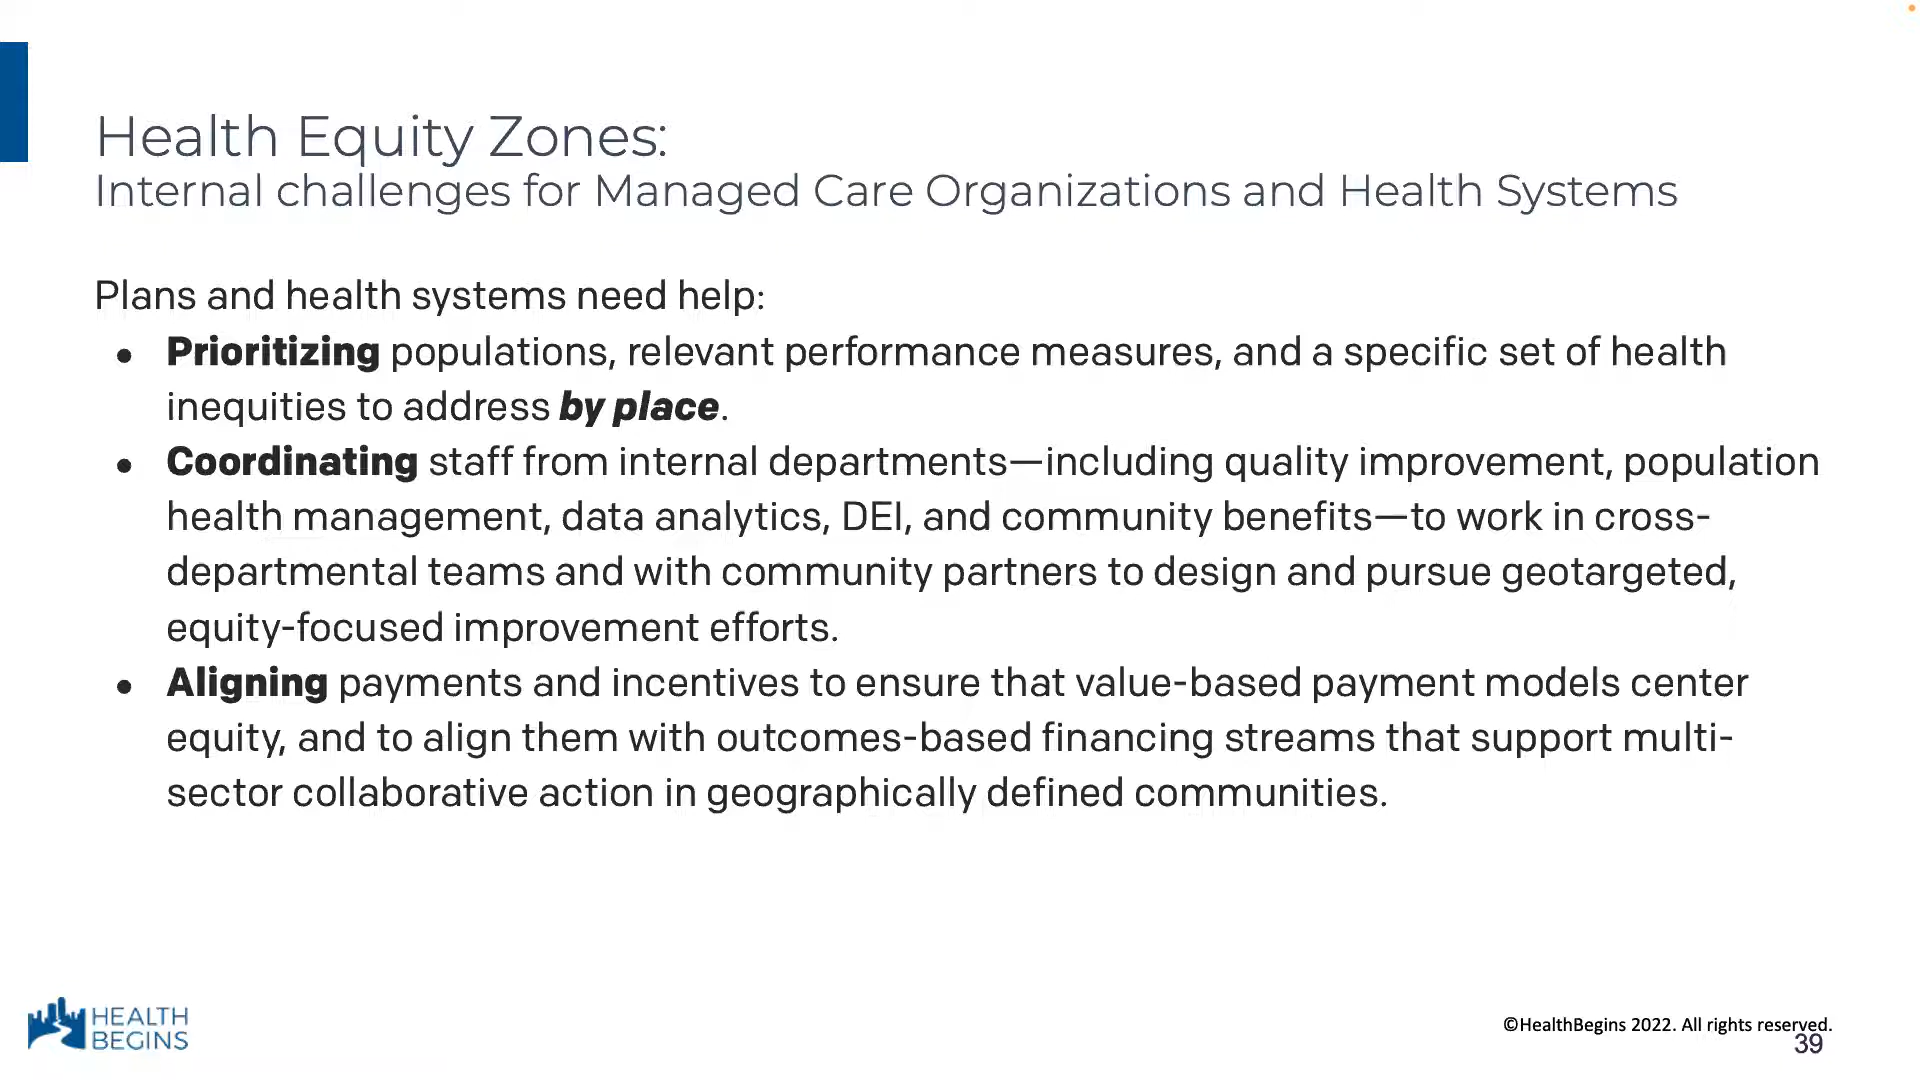 Health Equity Zones:
Internal challenges for Managed Care Organizations and Health Systems
Plans and health systems need help:
● Prioritizing populations, relevant performance measures, and a specific set of health
inequities to address by place.
● Coordinating staff from internal departments—including quality improvement, population
health management, data analytics, DEI, and community benefits—to work in cross-
departmental teams and with community partners to design and pursue geotargeted,
equity-focused improvement efforts.
● Aligning payments and incentives to ensure that value-based payment models center
equity, and to align them with outcomes-based financing streams that support multi-
sector collaborative action in geographically defined communities.
HEALTH
BEGINS
©HealthBegins 2022. All rights reserved.
39